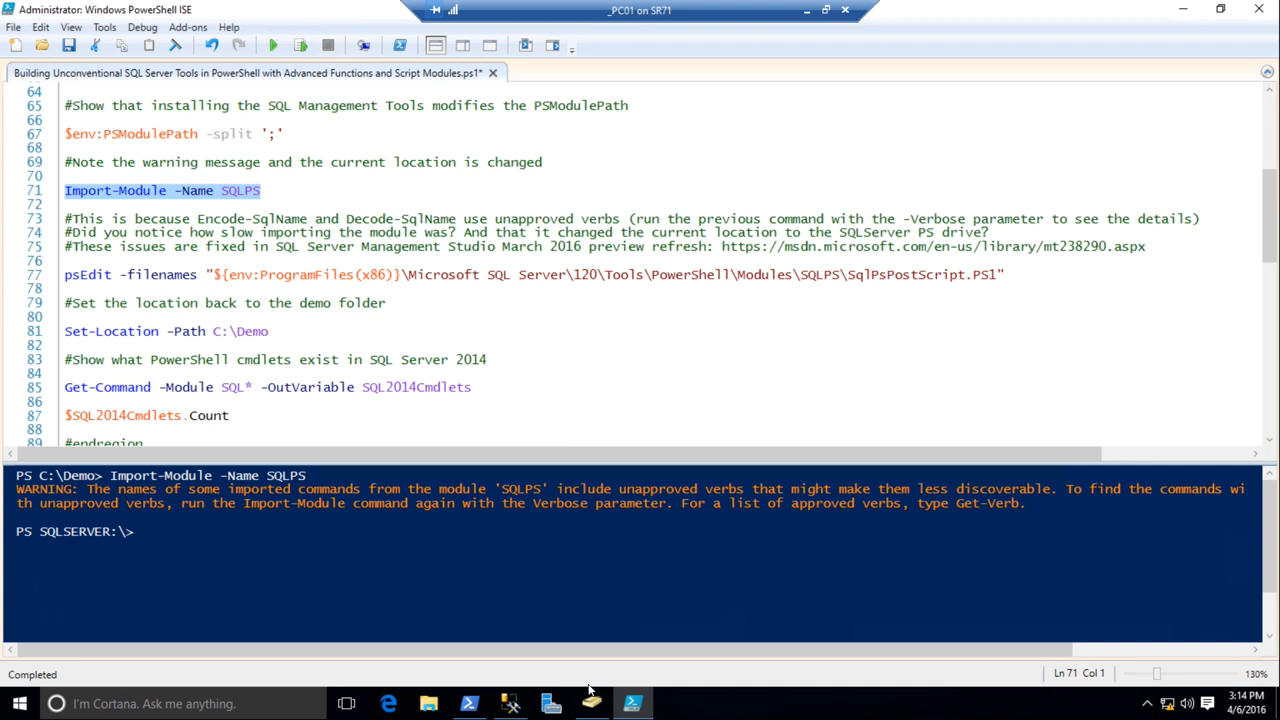 Administrator: Windows PowerShell ISE
_PC01 on SR71
File Edit View Tools Debug Add-ons Help
Building Unconventional SQL Server Tools in PowerShell with Advanced Functions and Script Modules.ps1*
64
65 #Show that installing the SQL Management Tools modifies the PSModulePath
66
67 $env:PSModulePath -split ';'
68
69 #Note the warning message and the current location is changed
70
71 Import-Module -Name SQLPS
72
73 #This is because Encode-SqlName and Decode-SqlName use unapproved verbs (run the previous command with the -Verbose parameter to see the details)
74 #Did you notice how slow importing the module was? And that it changed the current location to the SQLServer PS drive?
75 #These issues are fixed in SQL Server Management Studio March 2016 preview refresh: https://msdn.microsoft.com/en-us/library/mt238290.aspx
76
77 psEdit -filenames "${env:ProgramFiles(x86)}\Microsoft SQL Server\120\Tools\PowerShell\Modules\SQLPS\SqlPsPostScript.PS1"
78
79 #Set the location back to the demo folder
80
81 Set-Location -Path C:\Demo
82
83 #Show what PowerShell cmdlets exist in SQL Server 2014
84
85 Get-Command -Module SQL* -OutVariable SQL2014Cmdlets
86
87 $SQL2014Cmdlets.Count
88
89 #endregion
PS C:\Demo> Import-Module -Name SQLPS
WARNING: The names of some imported commands from the module 'SQLPS' include unapproved verbs that might make them less discoverable. To find the commands wi
th unapproved verbs, run the Import-Module command again with the Verbose parameter. For a list of approved verbs, type Get-Verb.
PS SQLSERVER:\>
Completed
Ln 71 Col 1
130%
I'm Cortana. Ask me anything.
3:14 PM
4/6/2016